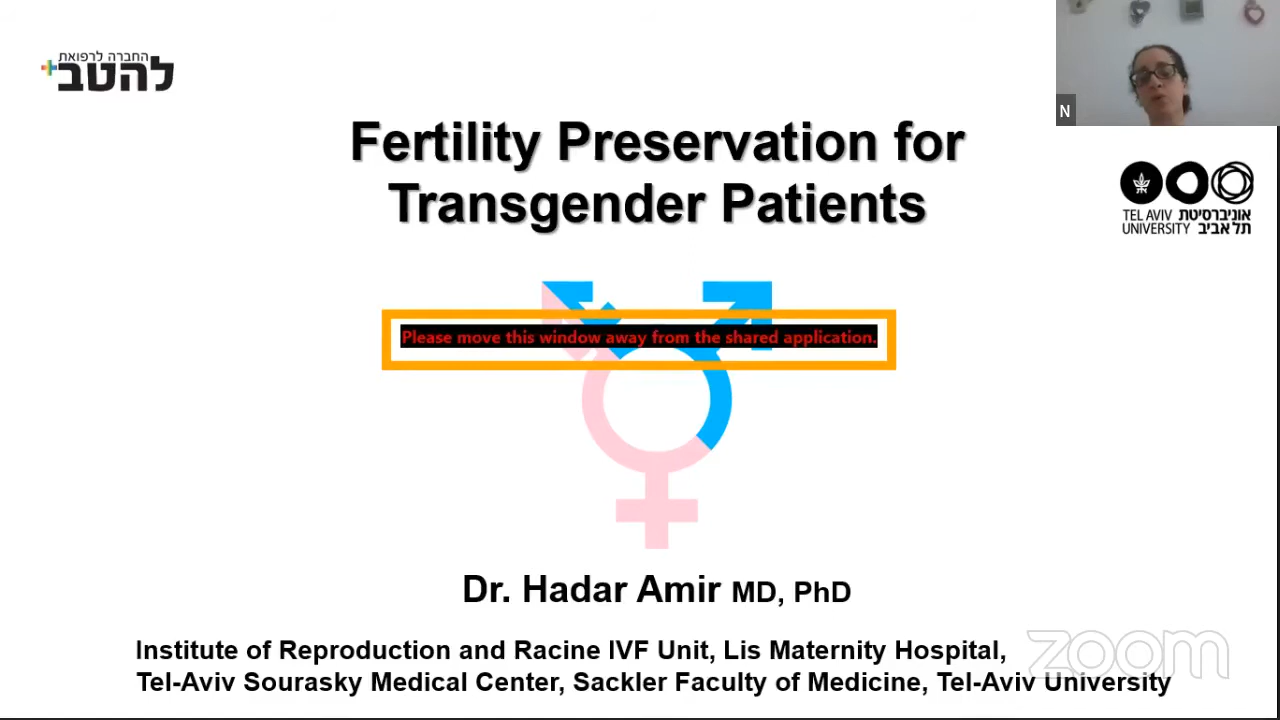 החברה לרפואת
להטב+
N
Fertility Preservation for
Transgender Patients
TEL AVIV אוניברסיטת
UNIVERSITY תל אביב
Please move this window away from the shared application.
Dr. Hadar Amir MD, PhD
Institute of Reproduction and Racine IVF Unit, Lis Maternity Hospital,
Tel-Aviv Sourasky Medical Center, Sackler Faculty of Medicine, Tel-Aviv University
zoom